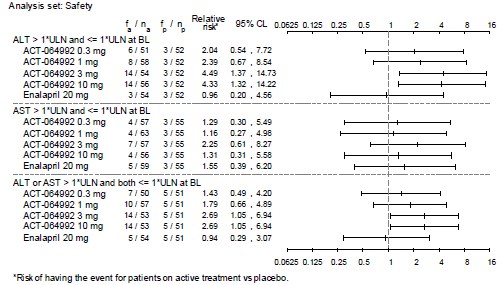 Analysis set: Safety
f a / n a f p / n p Relative risk* 95% CL 0.0625 0.125 0.25 0.5 1 2 4 8 16
ALT > 1*ULN and <= 1*ULN at BL
ACT-064992 0.3 mg 6 / 51 3 / 52 2.04 0.54 , 7.72
ACT-064992 1 mg 8 / 58 3 / 52 2.39 0.67 , 8.54
ACT-064992 3 mg 14 / 54 3 / 52 4.49 1.37 , 14.73
ACT-064992 10 mg 14 / 56 3 / 52 4.33 1.32 , 14.22
Enalapril 20 mg 3 / 54 3 / 52 0.96 0.20 , 4.56
AST > 1*ULN and <= 1*ULN at BL
ACT-064992 0.3 mg 4 / 57 3 / 55 1.29 0.30 , 5.49
ACT-064992 1 mg 4 / 63 3 / 55 1.16 0.27 , 4.98
ACT-064992 3 mg 7 / 57 3 / 55 2.25 0.61 , 8.27
ACT-064992 10 mg 4 / 56 3 / 55 1.31 0.31 , 5.58
Enalapril 20 mg 5 / 59 3 / 55 1.55 0.39 , 6.20
ALT or AST > 1*ULN and both <= 1*ULN at BL
ACT-064992 0.3 mg 7 / 50 5 / 51 1.43 0.49 , 4.20
ACT-064992 1 mg 10 / 57 5 / 51 1.79 0.66 , 4.89
ACT-064992 3 mg 14 / 53 5 / 51 2.69 1.05 , 6.94
ACT-064992 10 mg 14 / 53 5 / 51 2.69 1.05 , 6.94
Enalapril 20 mg 5 / 54 5 / 51 0.94 0.29 , 3.07
0.0625 0.125 0.25 0.5 1 2 4 8 16
*Risk of having the event for patients on active treatment vs placebo.